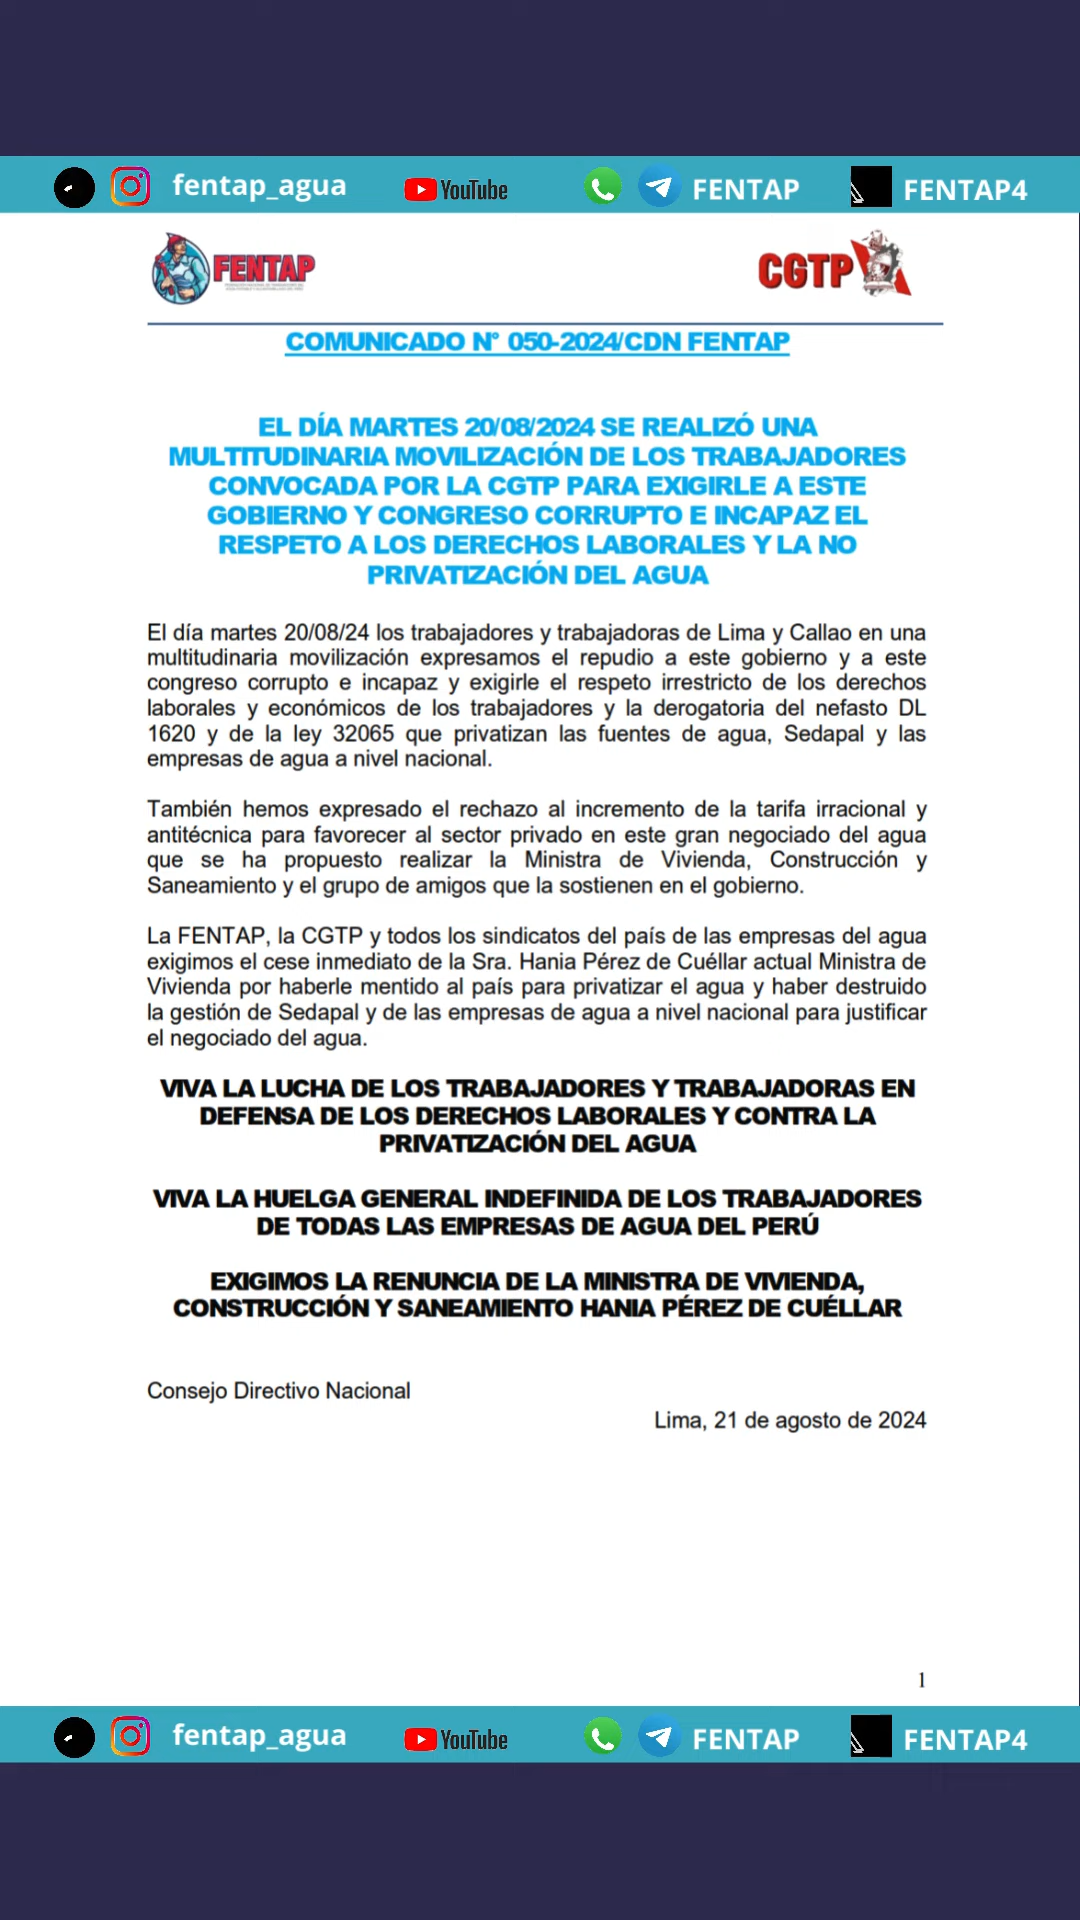 fentap_agua YouTube FENTAP FENTAP4
FENTAP CGTP
COMUNICADO N° 050-2024/CDN FENTAP
EL DÍA MARTES 20/08/2024 SE REALIZÓ UNA
MULTITUDINARIA MOVILIZACIÓN DE LOS TRABAJADORES
CONVOCADA POR LA CGTP PARA EXIGIRLE A ESTE
GOBIERNO Y CONGRESO CORRUPTO E INCAPAZ EL
RESPETO A LOS DERECHOS LABORALES Y LA NO
PRIVATIZACIÓN DEL AGUA
El día martes 20/08/24 los trabajadores y trabajadoras de Lima y Callao en una
multitudinaria movilización expresamos el repudio a este gobierno y a este
congreso corrupto e incapaz y exigirle el respeto irrestricto de los derechos
laborales y económicos de los trabajadores y la derogatoria del nefasto DL
1620 y de la ley 32065 que privatizan las fuentes de agua, Sedapal y las
empresas de agua a nivel nacional.
También hemos expresado el rechazo al incremento de la tarifa irracional y
antitécnica para favorecer al sector privado en este gran negociado del agua
que se ha propuesto realizar la Ministra de Vivienda, Construcción y
Saneamiento y el grupo de amigos que la sostienen en el gobierno.
La FENTAP, la CGTP y todos los sindicatos del país de las empresas del agua
exigimos el cese inmediato de la Sra. Hania Pérez de Cuéllar actual Ministra de
Vivienda por haberle mentido al país para privatizar el agua y haber destruido
la gestión de Sedapal y de las empresas de agua a nivel nacional para justificar
el negociado del agua.
VIVA LA LUCHA DE LOS TRABAJADORES Y TRABAJADORAS EN
DEFENSA DE LOS DERECHOS LABORALES Y CONTRA LA
PRIVATIZACIÓN DEL AGUA
VIVA LA HUELGA GENERAL INDEFINIDA DE LOS TRABAJADORES
DE TODAS LAS EMPRESAS DE AGUA DEL PERÚ
EXIGIMOS LA RENUNCIA DE LA MINISTRA DE VIVIENDA,
CONSTRUCCIÓN Y SANEAMIENTO HANIA PÉREZ DE CUÉLLAR
Consejo Directivo Nacional
Lima, 21 de agosto de 2024
1
fentap_agua YouTube FENTAP FENTAP4